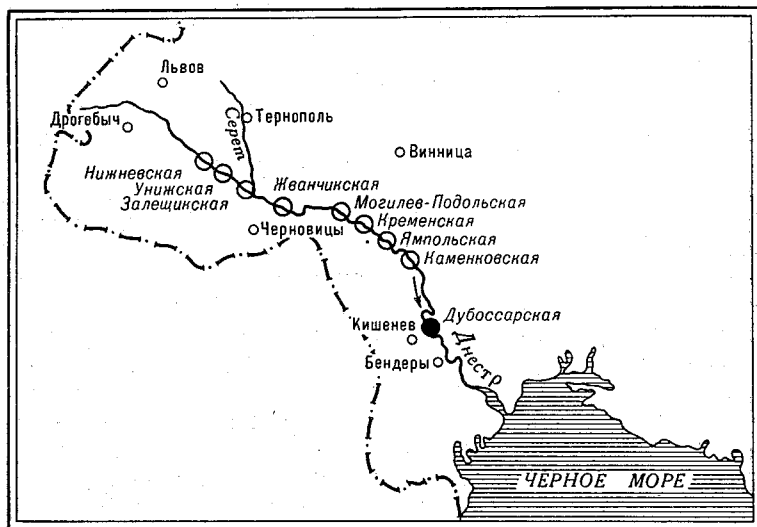 Львов
Дрогобыч
Тернополь
Серет
Винница
Нижневская
Унижская
Залещикская
Жванчикская
Могилев-Подольская
Кременская
Ямпольская
Каменковская
Черновицы
Дубоссарская
Кишенев
Бендеры
Днестр
ЧЕРНОЕ МОРЕ